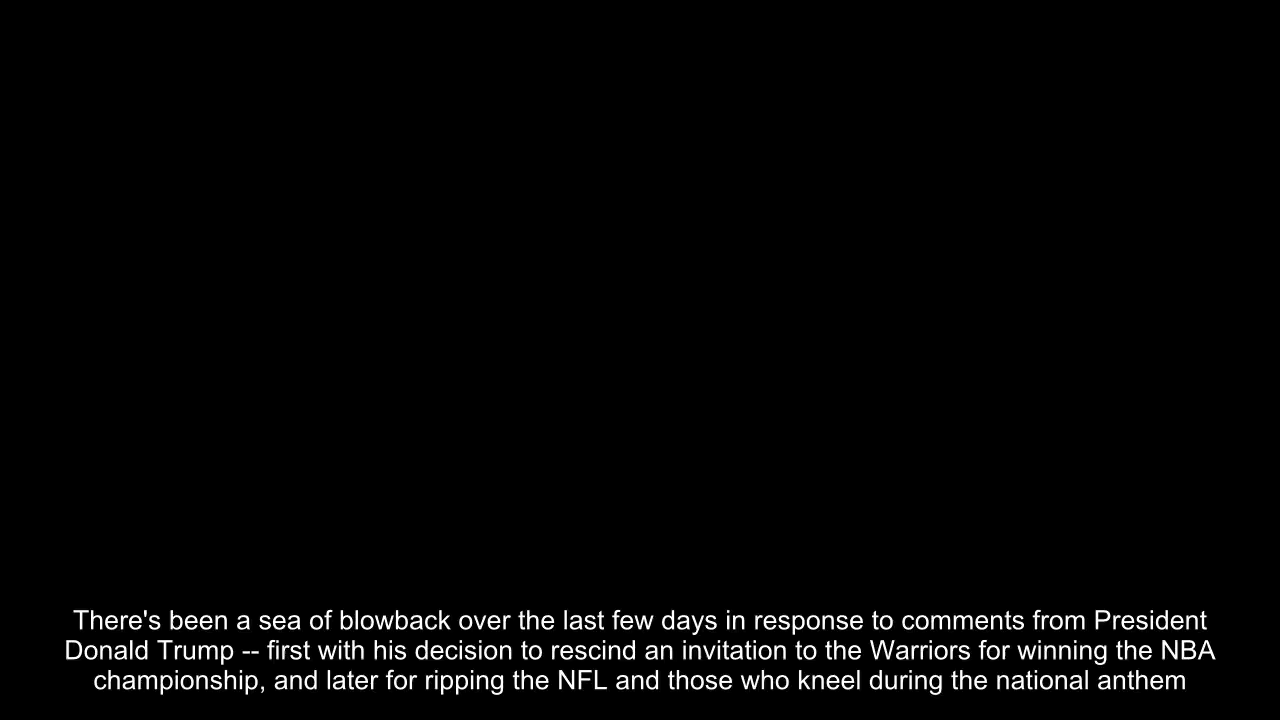 There's been a sea of blowback over the last few days in response to comments from President
Donald Trump -- first with his decision to rescind an invitation to the Warriors for winning the NBA
championship, and later for ripping the NFL and those who kneel during the national anthem